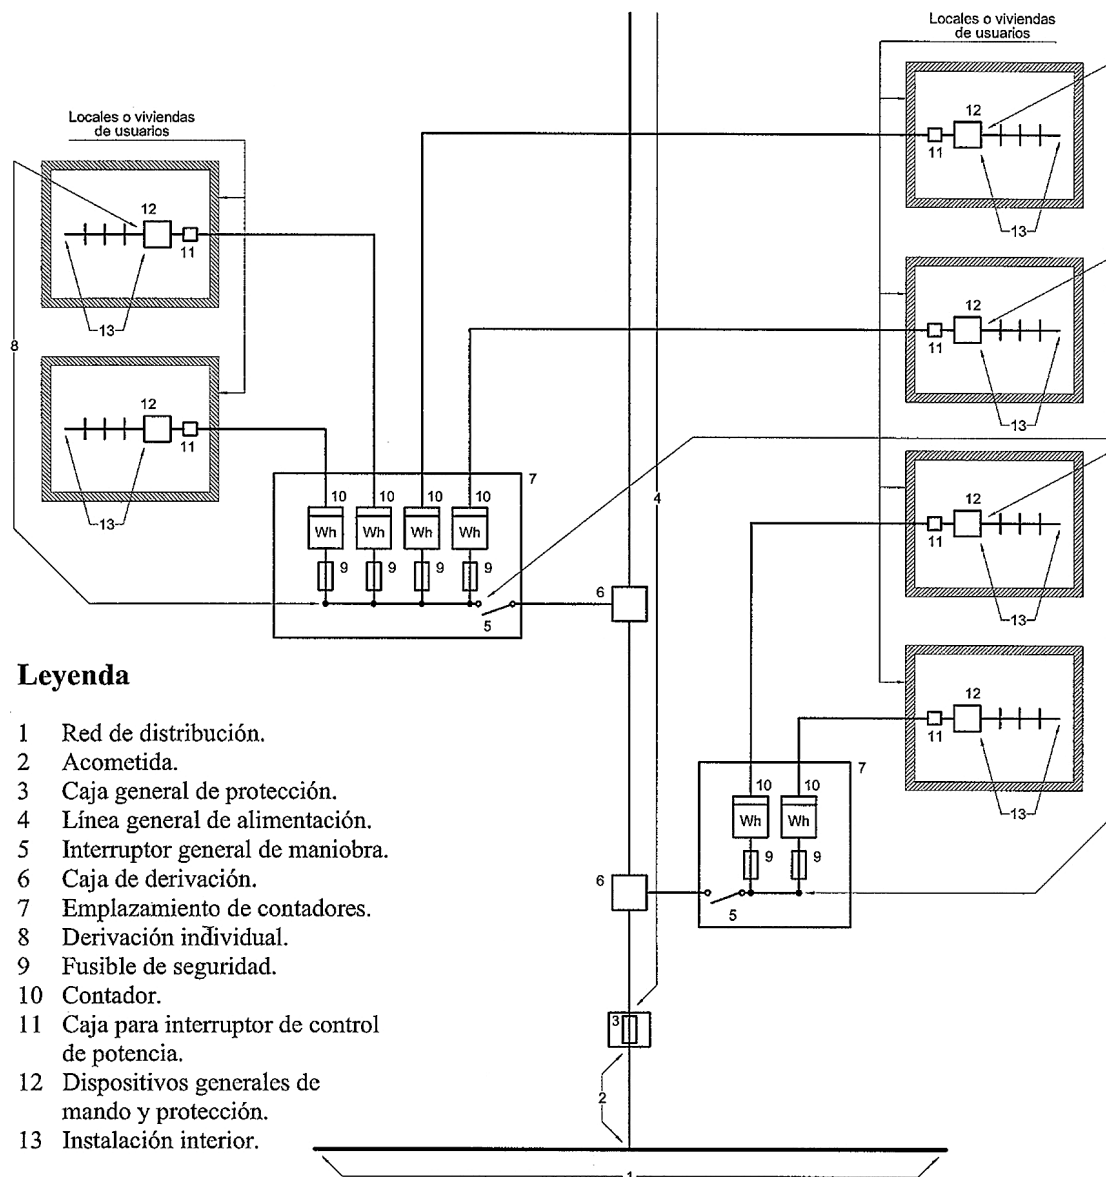 Locales o viviendas
de usuarios
Locales o viviendas
de usuarios
12
11
13
12
11
13
8
12
11
13
12
11
13
7
10
10
10
10
Wh
Wh
Wh
Wh
9
9
9
9
5
4
6
12
11
13
12
11
13
7
10
10
Wh
Wh
9
9
5
6
3
2
1
Leyenda
1 Red de distribución.
2 Acometida.
3 Caja general de protección.
4 Línea general de alimentación.
5 Interruptor general de maniobra.
6 Caja de derivación.
7 Emplazamiento de contadores.
8 Derivación individual.
9 Fusible de seguridad.
10 Contador.
11 Caja para interruptor de control
de potencia.
12 Dispositivos generales de
mando y protección.
13 Instalación interior.